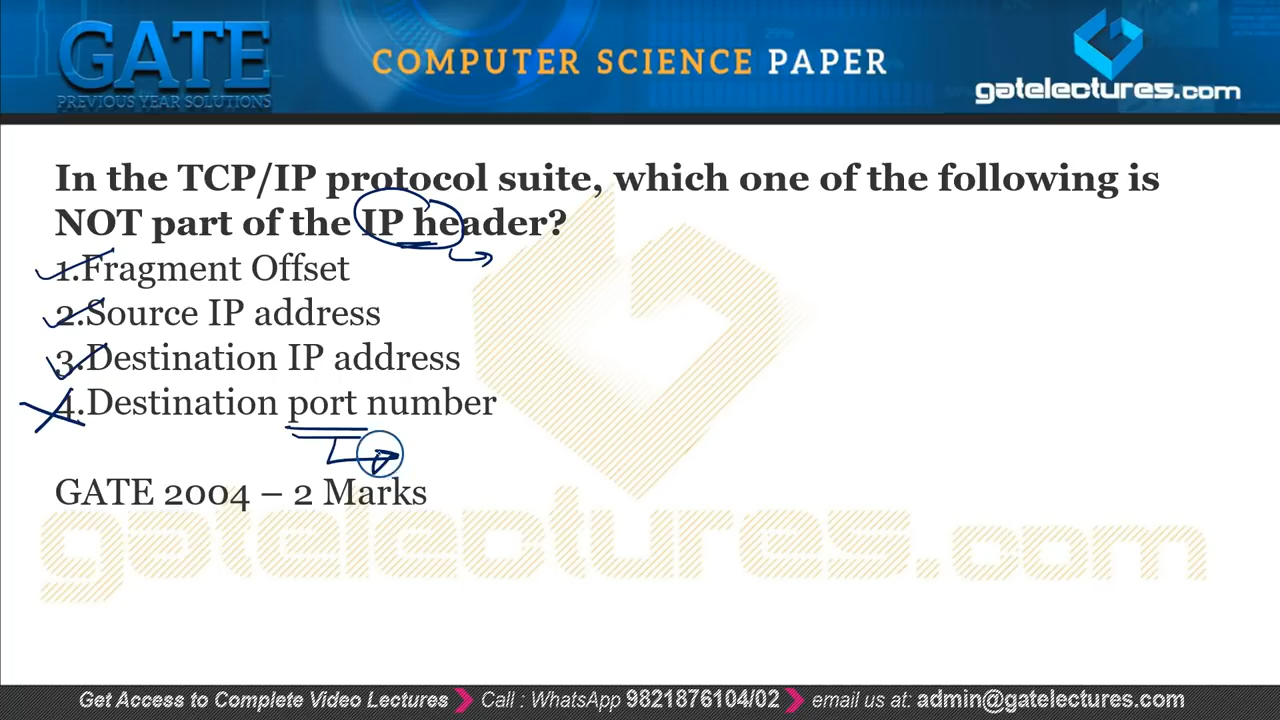 GATE
PREVIOUS YEAR SOLUTIONS
COMPUTER SCIENCE PAPER
gatelectures.com
In the TCP/IP protocol suite, which one of the following is
NOT part of the IP header?
1.Fragment Offset
2.Source IP address
3.Destination IP address
4.Destination port number
GATE 2004 – 2 Marks
gatelectures.com
Get Access to Complete Video Lectures Call : WhatsApp 9821876104/02 email us at: admin@gatelectures.com